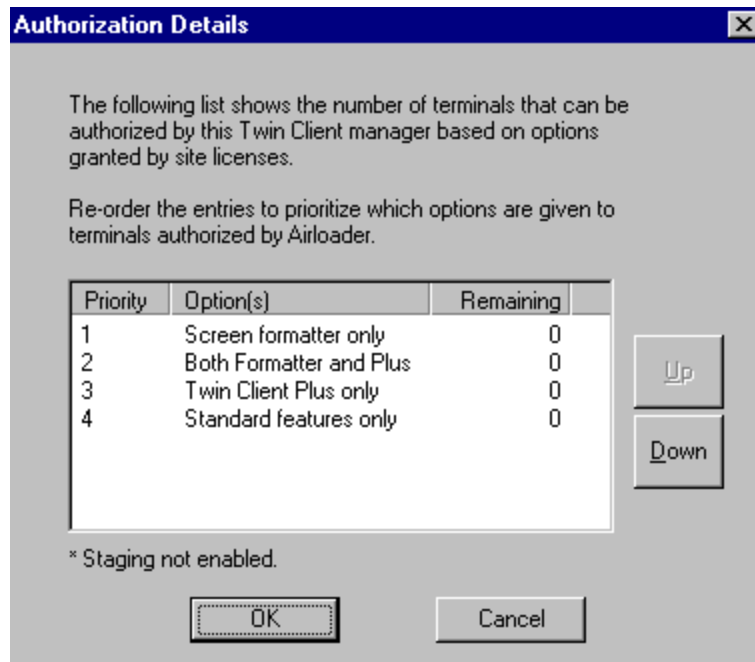 Authorization Details
The following list shows the number of terminals that can be
authorized by this Twin Client manager based on options
granted by site licenses.
Re-order the entries to prioritize which options are given to
terminals authorized by Airloader.
Priority Option(s) Remaining
1 Screen formatter only 0
2 Both Formatter and Plus 0
3 Twin Client Plus only 0
4 Standard features only 0
Up
Down
* Staging not enabled.
OK Cancel